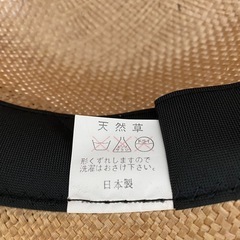 天然草
形くずれしますので
洗濯はおさけ下さい。
日本製